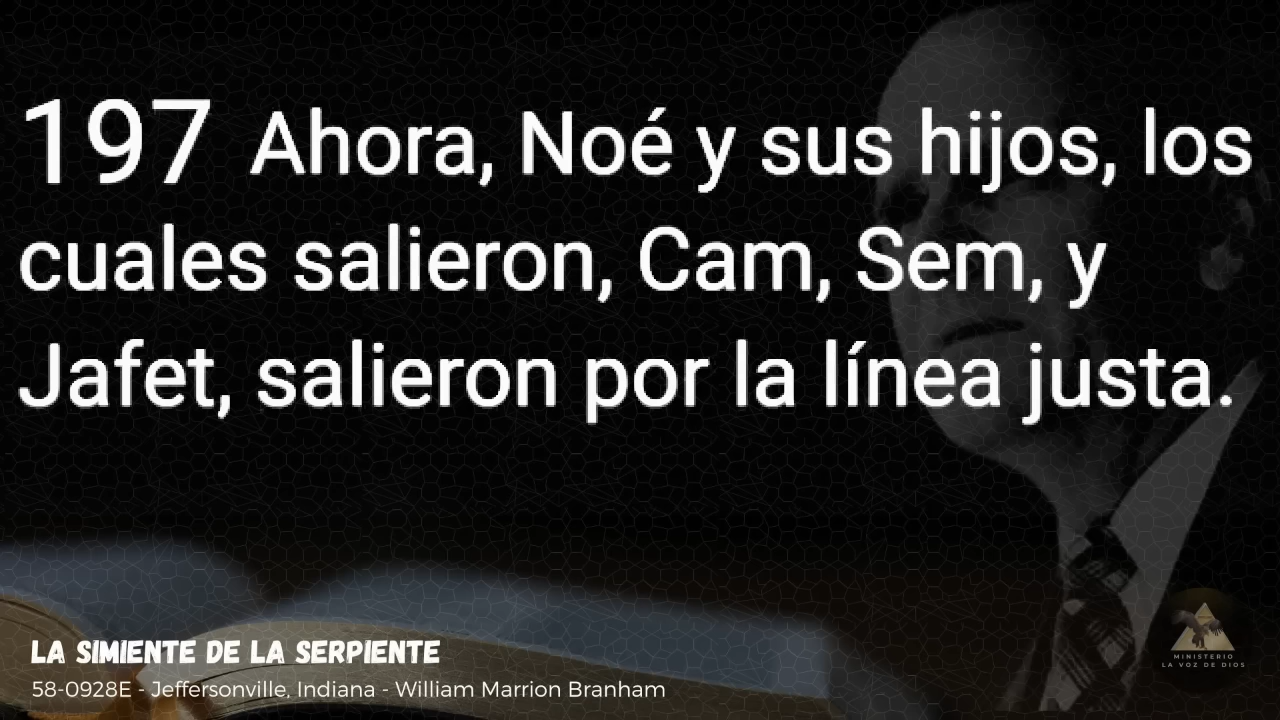 197 Ahora, Noé y sus hijos, los
cuales salieron, Cam, Sem, y
Jafet, salieron por la línea justa.
LA SIMIENTE DE LA SERPIENTE
58-0928E - Jeffersonville, Indiana - William Marrion Branham
MINISTERIO
LA VOZ DE DIOS